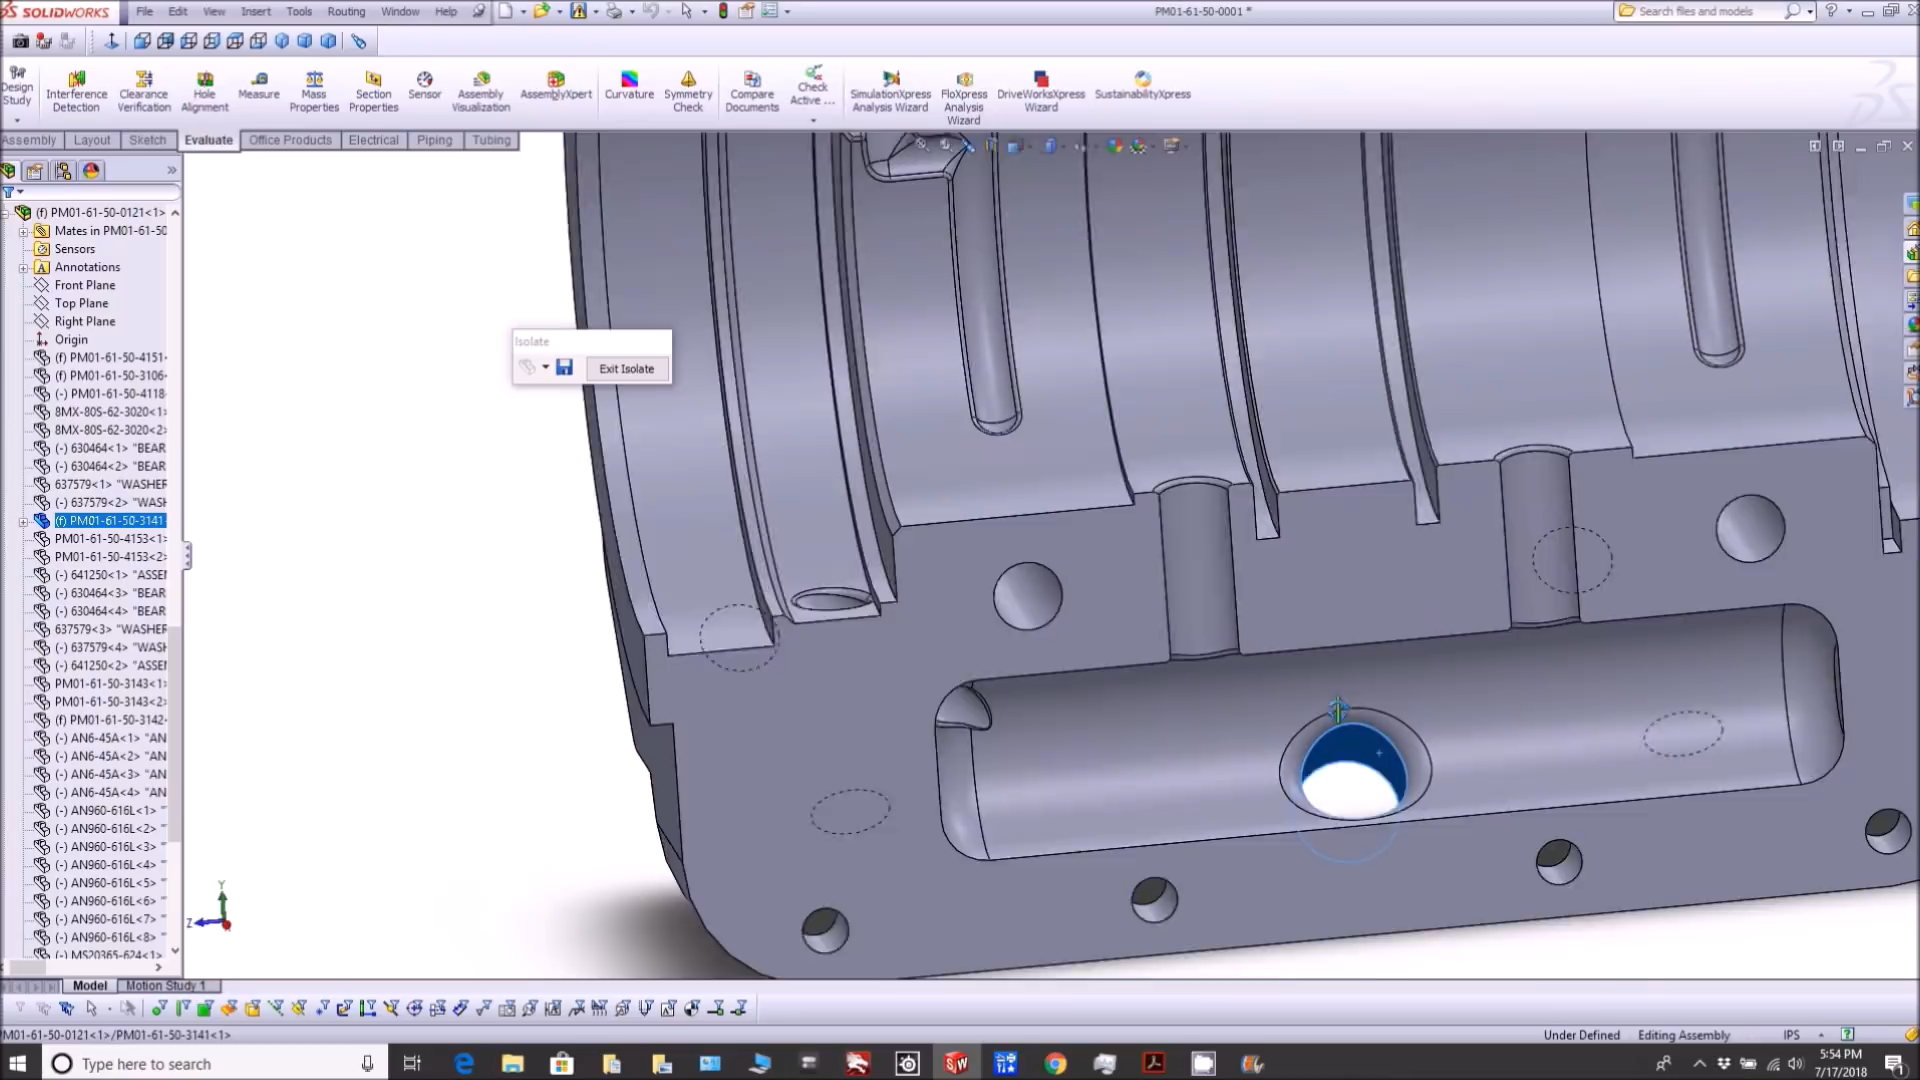 SOLIDWORKS File Edit View Insert Tools Routing Window Help PM01-61-50-0001 * Search files and models
Design Study
Interference Detection
Clearance Verification
Hole Alignment
Measure
Mass Properties
Section Properties
Sensor
Assembly Visualization
AssemblyXpert
Curvature
Symmetry Check
Compare Documents
Check Active ...
SimulationXpress Analysis Wizard
FloXpress Analysis Wizard
DriveWorksXpress Wizard
SustainabilityXpress
Assembly Layout Sketch Evaluate Office Products Electrical Piping Tubing
(f) PM01-61-50-0121<1>
Mates in PM01-61-50
Sensors
Annotations
Front Plane
Top Plane
Right Plane
Origin
(f) PM01-61-50-4151
(f) PM01-61-50-3106
(-) PM01-61-50-4118
8MX-80S-62-3020<1>
8MX-80S-62-3020<2>
(-) 630464<1> "BEAR
(-) 630464<2> "BEAR
637579<1> "WASHER
(-) 637579<2> "WASH
(f) PM01-61-50-3141
PM01-61-50-4153<1>
PM01-61-50-4153<2>
(-) 641250<1> "ASSEM
(-) 630464<3> "BEAR
(-) 630464<4> "BEAR
637579<3> "WASHER
(-) 637579<4> "WASH
(-) 641250<2> "ASSEM
PM01-61-50-3143<1>
PM01-61-50-3143<2>
(f) PM01-61-50-3142
(-) AN6-45A<1> "AN
(-) AN6-45A<2> "AN
(-) AN6-45A<3> "AN
(-) AN6-45A<4> "AN
(-) AN960-616L<1> "
(-) AN960-616L<2> "
(-) AN960-616L<3> "
(-) AN960-616L<4> "
(-) AN960-616L<5> "
(-) AN960-616L<6> "
(-) AN960-616L<7> "
(-) AN960-616L<8> "
(-) MS20365-624<1>
Isolate
Exit Isolate
Y
Z
Model Motion Study 1
PM01-61-50-0121<1>/PM01-61-50-3141<1> Under Defined Editing Assembly IPS
Type here to search
5:54 PM
7/17/2018